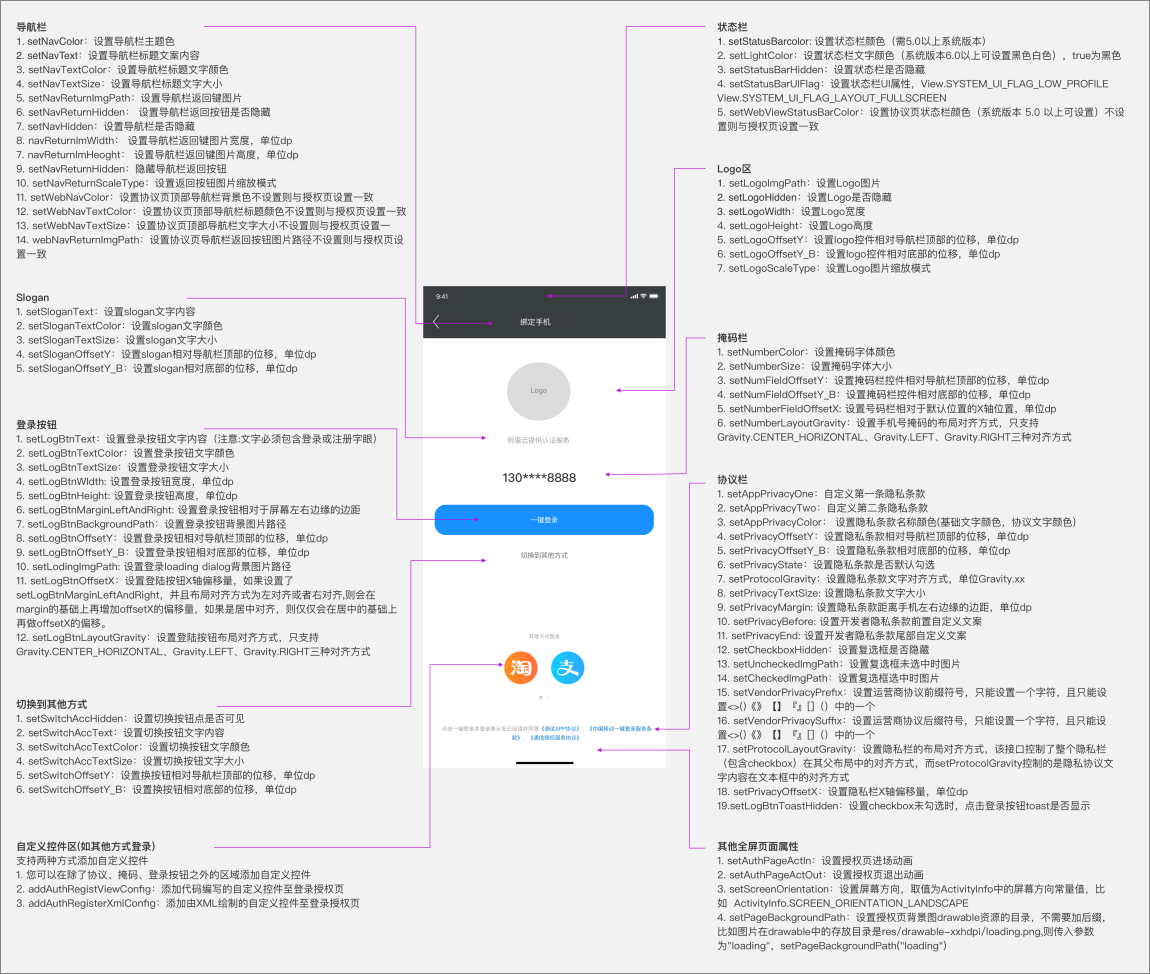 导航栏
1. setNavColor: 设置导航栏主题色
2. setNavText：设置导航栏标题文案内容
3. setNavTextColor：设置导航栏标题文字颜色
4. setNavTextSize：设置导航栏标题文字大小
5. setNavReturnImgPath：设置导航栏返回键图片
6. setNavReturnHidden：设置导航栏返回按钮是否隐藏
7. setNavHidden：设置导航栏是否隐藏
8. navReturnImWidth： 设置导航栏返回键图片宽度，单位dp
7. navReturnImHeoght： 设置导航栏返回键图片高度，单位dp
9. setNavReturnHidden：隐藏导航栏返回按钮
10. setNavReturnScaleType：设置返回按钮图片缩放模式
11. setWebNavColor：设置协议页顶部导航栏背景色不设置则与授权页设置一致
12. setWebNavTextColor：设置协议页顶部导航栏标题颜色不设置则与授权页设置一致
13. setWebNavTextSize：设置协议页顶部导航栏文字大小不设置则与授权页设置一
14. webNavReturnImgPath：设置协议页导航栏返回按钮图片路径不设置则与授权页设
置一致
Slogan
1. setSloganText：设置slogan文字内容
2. setSloganTextColor：设置slogan文字颜色
3. setSloganTextSize：设置slogan文字大小
4. setSloganOffsetY：设置slogan相对导航栏顶部的位移，单位dp
5. setSloganOffsetY_B：设置slogan相对底部的位移，单位dp
登录按钮
1. setLogBtnText：设置登录按钮文字内容（注意:文字必须包含登录或注册字眼）
2. setLogBtnTextColor：设置登录按钮文字颜色
3. setLogBtnTextSize：设置登录按钮文字大小
4. setLogBtnWIdth: 设置登录按钮宽度，单位dp
5. setLogBtnHeight: 设置登录按钮高度，单位dp
6. setLogBtnMarginLeftAndRight: 设置登录按钮相对于屏幕左右边缘的边距
7. setLogBtnBackgroundPath：设置登录按钮背景图片路径
8. setLogBtnOffsetY：设置登录按钮相对导航栏顶部的位移，单位dp
9. setLogBtnOffsetY_B：设置登录按钮相对底部的位移，单位dp
10. setLodingImgPath: 设置登录loading dialog背景图片路径
11. setLogBtnOffsetX：设置登陆按钮X轴偏移量，如果设置了
setLogBtnMarginLeftAndRight，并且布局对齐方式为左对齐或者右对齐,则会在
margin的基础上再增加offsetX的偏移量，如果是居中对齐，则仅仅会在居中的基础上
再做offsetX的偏移。
12. setLogBtnLayoutGravity：设置登陆按钮布局对齐方式，只支持
Gravity.CENTER_HORIZONTAL、Gravity.LEFT、Gravity.RIGHT三种对齐方式
切换到其他方式
1. setSwitchAccHidden：设置切换按钮点是否可见
2. setSwitchAccText：设置切换按钮文字内容
3. setSwitchAccTextColor：设置切换按钮文字颜色
4. setSwitchAccTextSize：设置切换按钮文字大小
5. setSwitchOffsetY：设置换按钮相对导航栏顶部的位移，单位dp
6. setSwitchOffsetY_B：设置换按钮相对底部的位移，单位dp
自定义控件区(如其他方式登录)
支持两种方式添加自定义控件
1. 您可以在除了协议、掩码、登录按钮之外的区域添加自定义控件
2. addAuthRegistViewConfig：添加代码编写的自定义控件至登录授权页
3. addAuthRegisterXmlConfig：添加由XML绘制的自定义控件至登录授权页
9:41
绑定手机
Logo
阿里云提供认证服务
130****8888
一键登录
切换到其他方式
其他方式登录
淘
支
点击一键登录并登录表示您已阅读并同意《测试APP协议》、《中国移动一键登录服务条
款》、《通信授权服务协议》
状态栏
1. setStatusBarcolor: 设置状态栏颜色（需5.0以上系统版本）
2. setLightColor：设置状态栏文字颜色（系统版本6.0以上可设置黑色白色），true为黑色
3. setStatusBarHidden：设置状态栏是否隐藏
4. setStatusBarUIFlag：设置状态栏UI属性，View.SYSTEM_UI_FLAG_LOW_PROFILE
View.SYSTEM_UI_FLAG_LAYOUT_FULLSCREEN
5. setWebViewStatusBarColor：设置协议页状态栏颜色（系统版本 5.0 以上可设置）不设
置则与授权页设置一致
Logo区
1. setLogoImgPath：设置Logo图片
2. setLogoHidden：设置Logo是否隐藏
3. setLogoWidth：设置Logo宽度
4. setLogoHeight：设置Logo高度
5. setLogoOffsetY：设置logo控件相对导航栏顶部的位移，单位dp
6. setLogoOffsetY_B：设置logo控件相对底部的位移，单位dp
7. setLogoScaleType：设置Logo图片缩放模式
掩码栏
1. setNumberColor：设置掩码字体颜色
2. setNumberSize：设置掩码字体大小
3. setNumFieldOffsetY：设置掩码栏控件相对导航栏顶部的位移，单位dp
4. setNumFieldOffsetY_B：设置掩码栏控件相对底部的位移，单位dp
5. setNumberFieldOffsetX: 设置号码栏相对于默认位置的X轴位置，单位dp
6. setNumberLayoutGravity：设置手机号掩码的布局对齐方式，只支持
Gravity.CENTER_HORIZONTAL、Gravity.LEFT、Gravity.RIGHT三种对齐方式
协议栏
1. setAppPrivacyOne：自定义第一条隐私条款
2. setAppPrivacyTwo：自定义第二条隐私条款
3. setAppPrivacyColor： 设置隐私条款名称颜色(基础文字颜色，协议文字颜色)
4. setPrivacyOffsetY：设置隐私条款相对导航栏顶部的位移，单位dp
5. setPrivacyOffsetY_B：设置隐私条款相对底部的位移，单位dp
6. setPrivacyState：设置隐私条款是否默认勾选
7. setProtocolGravity：设置隐私条款文字对齐方式，单位Gravity.xx
8. setPrivacyTextSize：设置隐私条款文字大小
9. setPrivacyMargin: 设置隐私条款距离手机左右边缘的边距，单位dp
10. setPrivacyBefore: 设置开发者隐私条款前置自定义文案
11. setPrivacyEnd: 设置开发者隐私条款尾部自定义文案
12. setCheckboxHidden：设置复选框是否隐藏
13. setUncheckedImgPath：设置复选框未选中时图片
14. setCheckedImgPath：设置复选框选中时图片
15. setVendorPrivacyPrefix：设置运营商协议前缀符号，只能设置一个字符，且只能设
置<>()《》【】『』[]（）中的一个
16. setVendorPrivacySuffix：设置运营商协议后缀符号，只能设置一个字符，且只能设
置<>()《》【】『』[]（）中的一个
17. setProtocolLayoutGravity：设置隐私栏的布局对齐方式，该接口控制了整个隐私栏
（包含checkbox）在其父布局中的对齐方式，而setProtocolGravity控制的是隐私协议文
字内容在文本框中的对齐方式
18. setPrivacyOffsetX：设置隐私栏X轴偏移量，单位dp
19.setLogBtnToastHidden：设置checkbox未勾选时，点击登录按钮toast是否显示
其他全屏页面属性
1. setAuthPageActIn：设置授权页进场动画
2. setAuthPageActOut：设置授权页退出动画
3. setScreenOrientation：设置屏幕方向，取值为ActivityInfo中的屏幕方向常量值，比
如 ActivityInfo.SCREEN_ORIENTATION_LANDSCAPE
4. setPageBackgroundPath：设置授权页背景图drawable资源的目录，不需要加后缀，
比如图片在drawable中的存放目录是res/drawable-xxhdpi/loading.png,则传入参数
为"loading"，setPageBackgroundPath("loading")